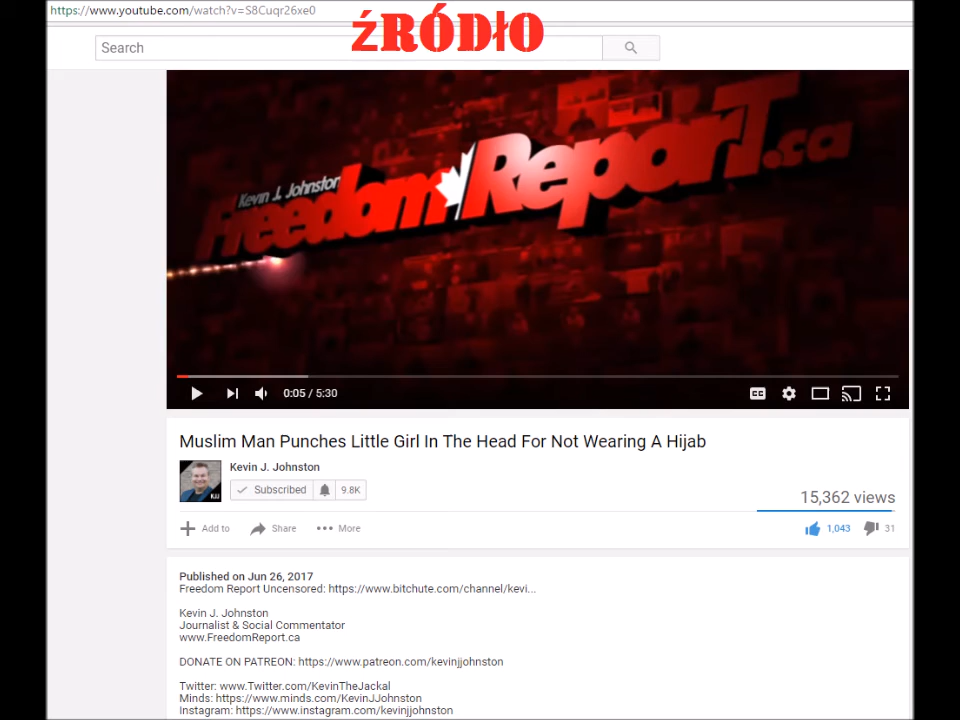 https://www.youtube.com/watch?v=S8Cuqr26xe0
źRÓDłO
Search
Kevin J. Johnston
FreedomReport.ca
0:05 / 5:30
CC
Muslim Man Punches Little Girl In The Head For Not Wearing A Hijab
Kevin J. Johnston
Subscribed 9.8K
15,362 views
Add to Share More
1,043 31
Published on Jun 26, 2017
Freedom Report Uncensored: https://www.bitchute.com/channel/kevi...
Kevin J. Johnston
Journalist & Social Commentator
www.FreedomReport.ca
DONATE ON PATREON: https://www.patreon.com/kevinjjohnston
Twitter: www.Twitter.com/KevinTheJackal
Minds: https://www.minds.com/KevinJJohnston
Instagram: https://www.instagram.com/kevinjjohnston